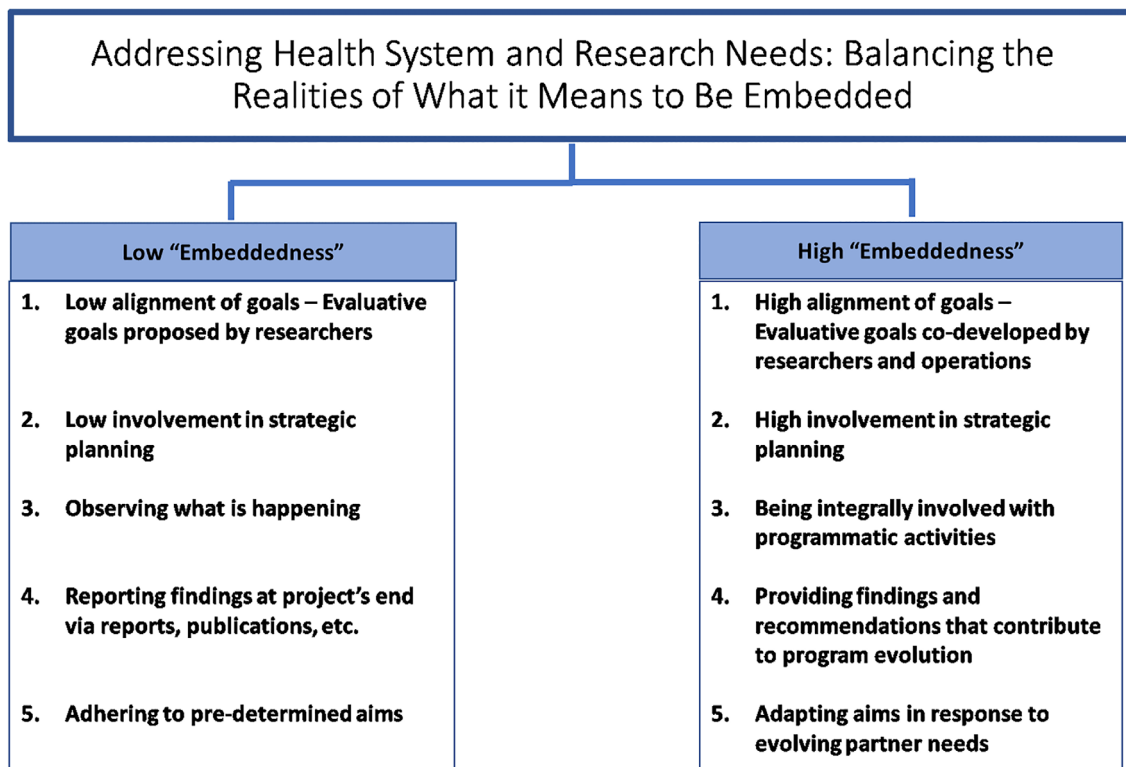 Addressing Health System and Research Needs: Balancing the
Realities of What it Means to Be Embedded
Low “Embeddedness”
1. Low alignment of goals – Evaluative
goals proposed by researchers
2. Low involvement in strategic
planning
3. Observing what is happening
4. Reporting findings at project’s end
via reports, publications, etc.
5. Adhering to pre-determined aims
High “Embeddedness”
1. High alignment of goals –
Evaluative goals co-developed by
researchers and operations
2. High involvement in strategic
planning
3. Being integrally involved with
programmatic activities
4. Providing findings and
recommendations that contribute
to program evolution
5. Adapting aims in response to
evolving partner needs